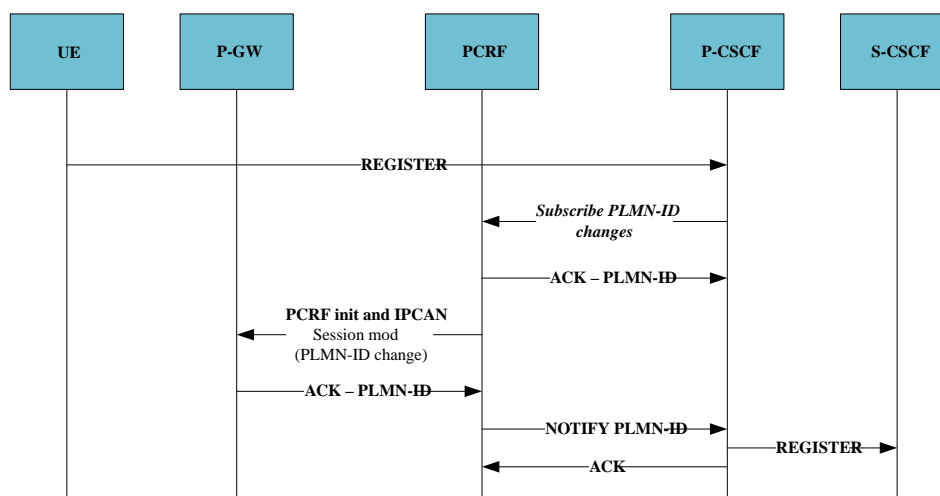 UE
P-GW
PCRF
P-CSCF
S-CSCF
REGISTER
Subscribe PLMN-ID
changes
ACK – PLMN-ID
PCRF init and IPCAN
Session mod
(PLMN-ID change)
ACK – PLMN-ID
NOTIFY PLMN-ID
REGISTER
ACK